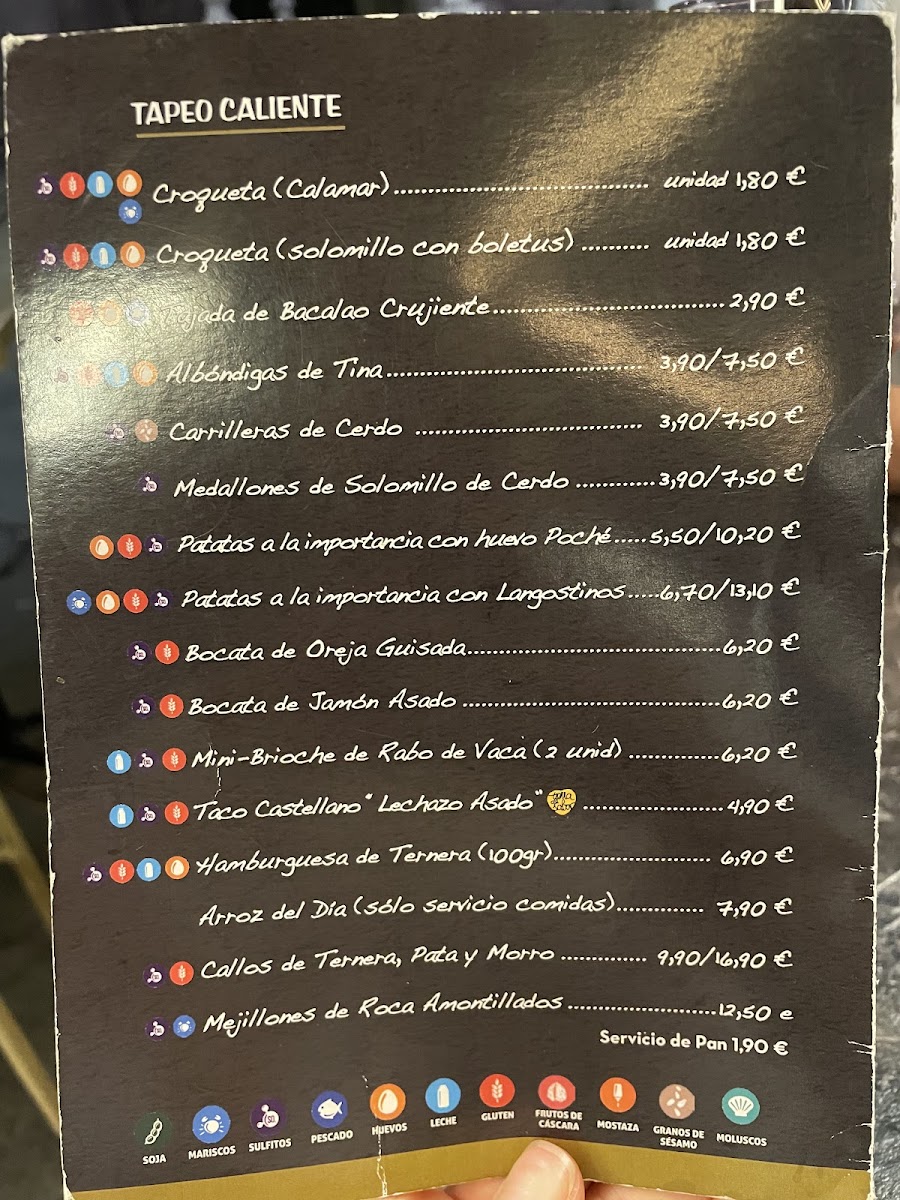 TAPEO CALIENTE
Croqueta (Calamar) ........ unidad 1,80 €
Croqueta (solomillo con boletus) ........ unidad 1,80 €
de Bacalao Crujiente ........ 2,90 €
Albóndigas de Tina ........ 3,90/7,50 €
Carrilleras de Cerdo ........ 3,90/7,50 €
Medallones de Solomillo de Cerdo ........ 3,90/7,50 €
Patatas a la importancia con huevo Poché ..... 5,50/10,20 €
Patatas a la importancia con Langostinos ..... 6,70/13,10 €
Bocata de Oreja Guisada ........ 6,20 €
Bocata de Jamón Asado ........ 6,20 €
Mini-Brioche de Rabo de Vaca (2 unid) ........ 6,20 €
Taco Castellano "Lechazo Asado" ........ 4,90 €
Hamburguesa de Ternera (100gr) ........ 6,90 €
Arroz del Día (sólo servicio comidas) ........ 7,90 €
Callos de Ternera, Pata y Morro ........ 9,90/16,90 €
Mejillones de Roca Amontillados ........ 12,50 e
Servicio de Pan 1,90 €
SOJA
MARISCOS
SULFITOS
PESCADO
HUEVOS
LECHE
GLUTEN
FRUTOS DE
CÁSCARA
MOSTAZA
GRANOS DE
SÉSAMO
MOLUSCOS